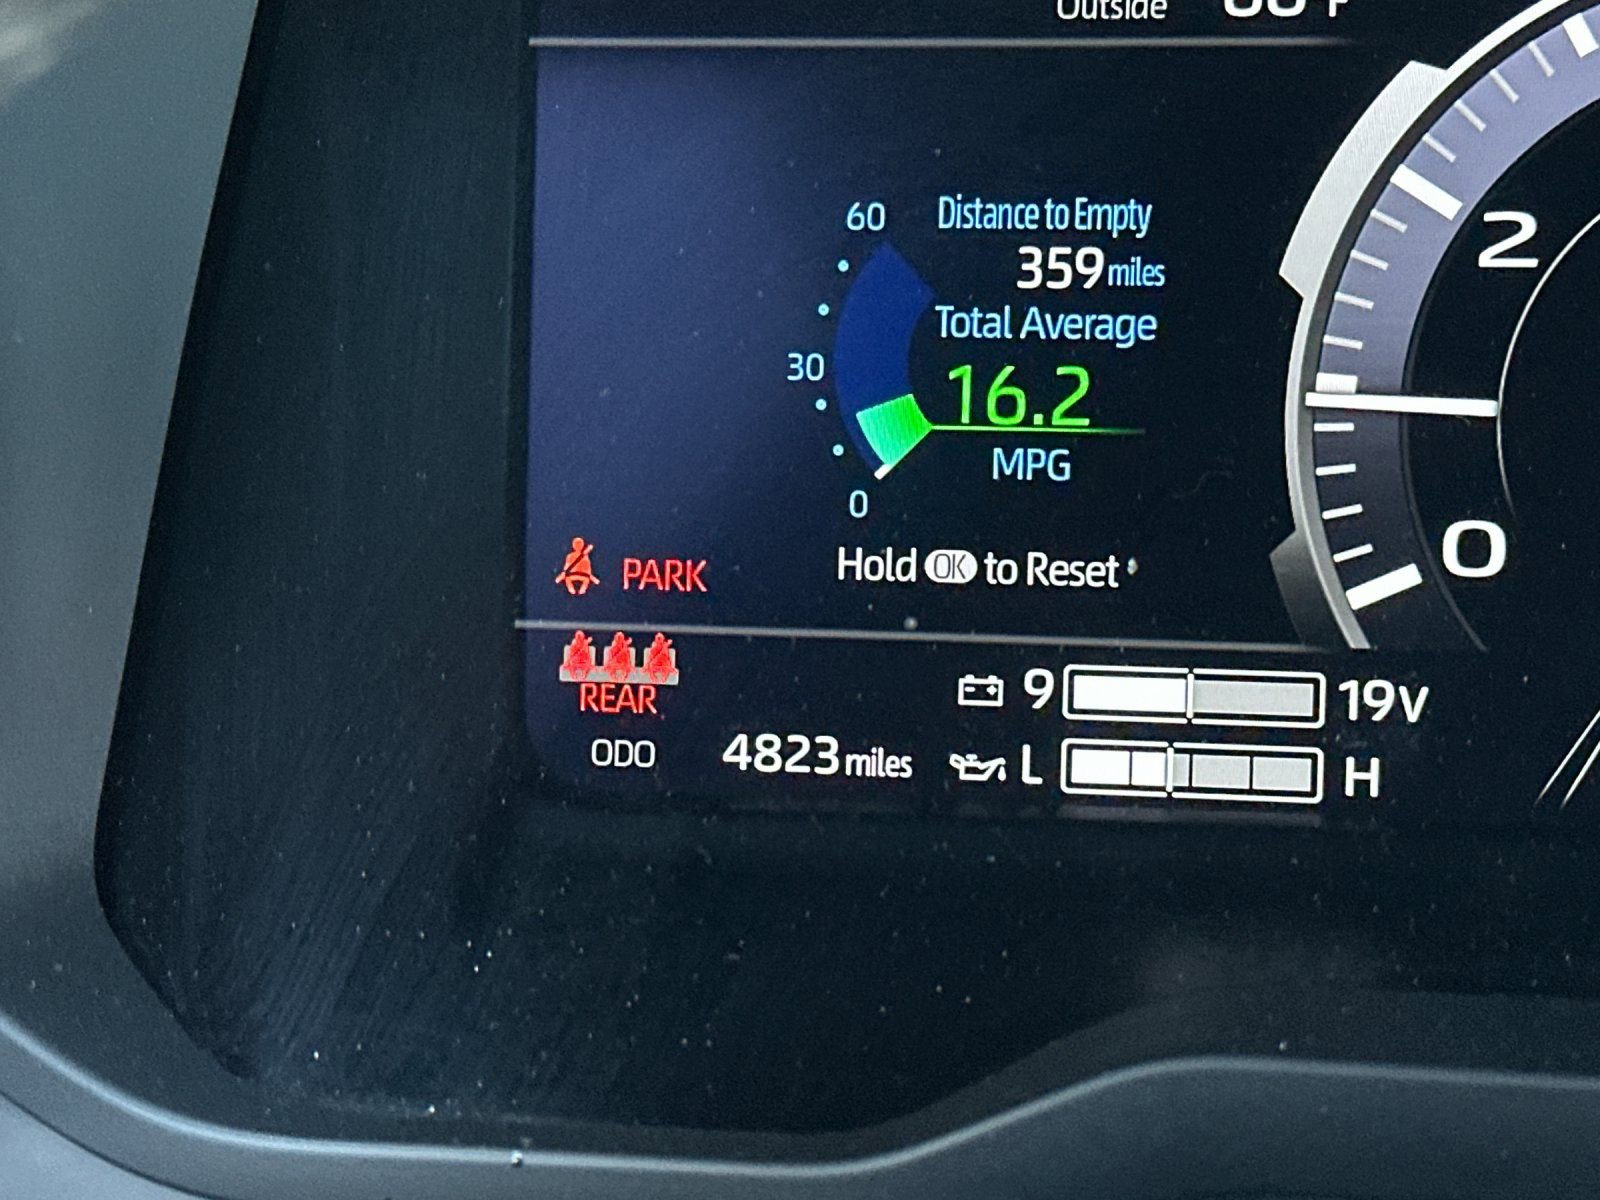 Outside
60
Distance to Empty
359 miles
Total Average
30
16.2
MPG
0
Hold OK to Reset
PARK
REAR
ODO 4823 miles
9 19V
L H
2
0